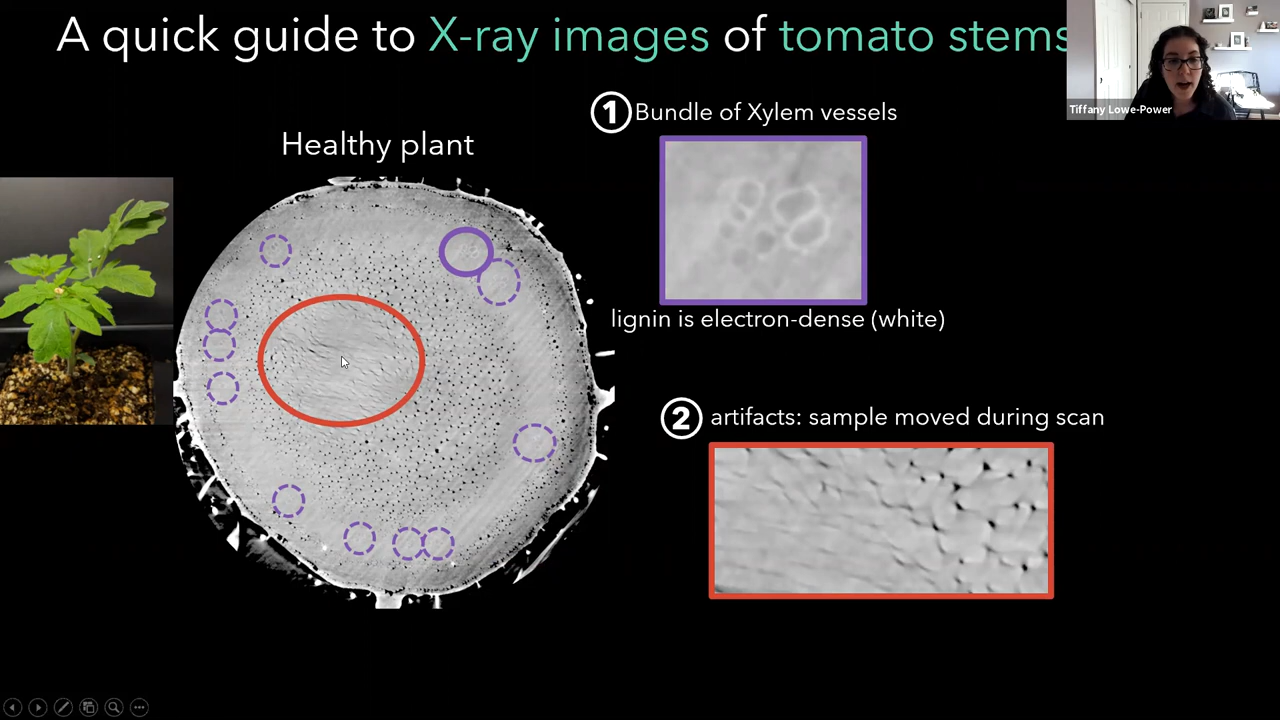 A quick guide to X-ray images of tomato stems
Tiffany Lowe-Power
1 Bundle of Xylem vessels
Healthy plant
lignin is electron-dense (white)
2 artifacts: sample moved during scan